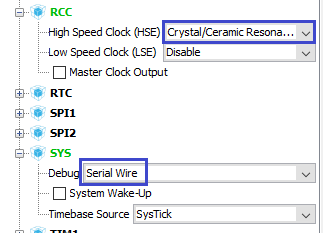 RCC
High Speed Clock (HSE) Crystal/Ceramic Resona...
Low Speed Clock (LSE) Disable
Master Clock Output
RTC
SPI1
SPI2
SYS
Debug Serial Wire
System Wake-Up
Timebase Source SysTick
TIM1